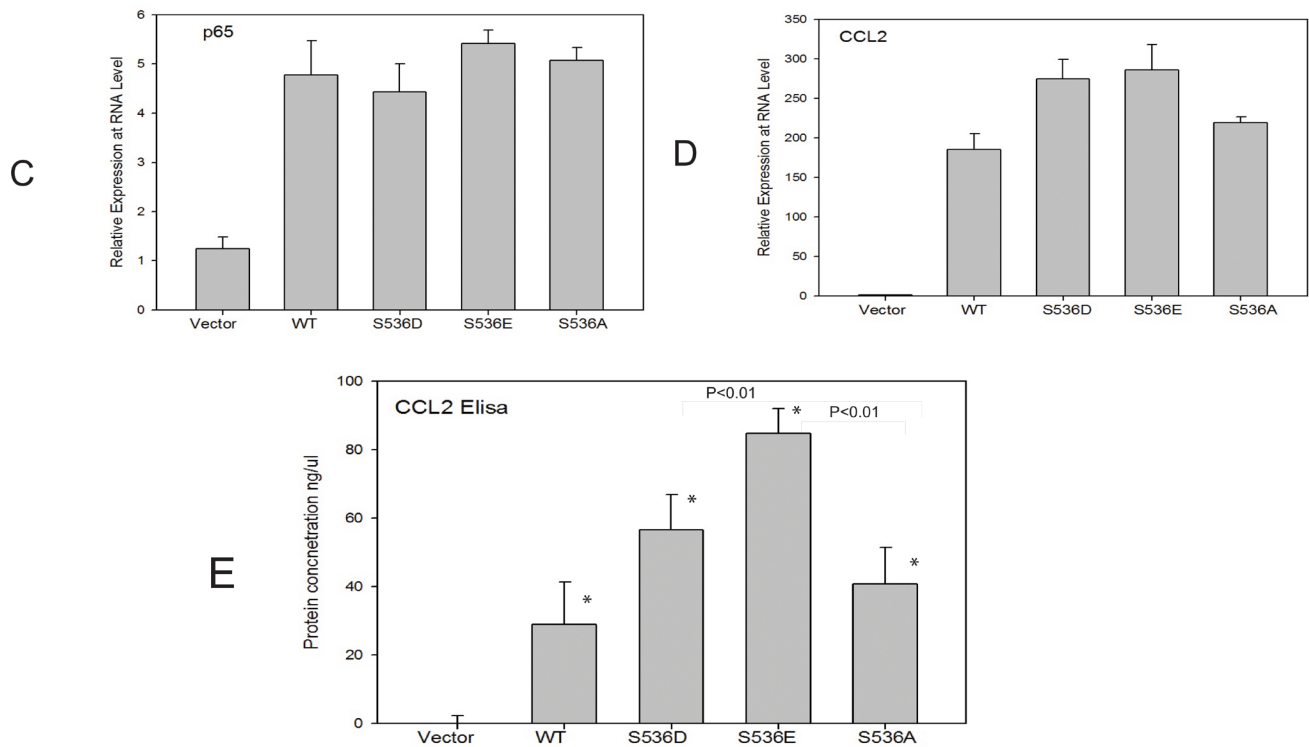 C
p65
Relative Expression at RNA Level
6
5
4
3
2
1
0
Vector WT S536D S536E S536A
D
CCL2
Relative Expression at RNA Level
350
300
250
200
150
100
50
0
Vector WT S536D S536E S536A
E
CCL2 Elisa
Protein concnetration ng/ul
100
80
60
40
20
0
P<0.01
P<0.01
*
*
*
*
Vector WT S536D S536E S536A